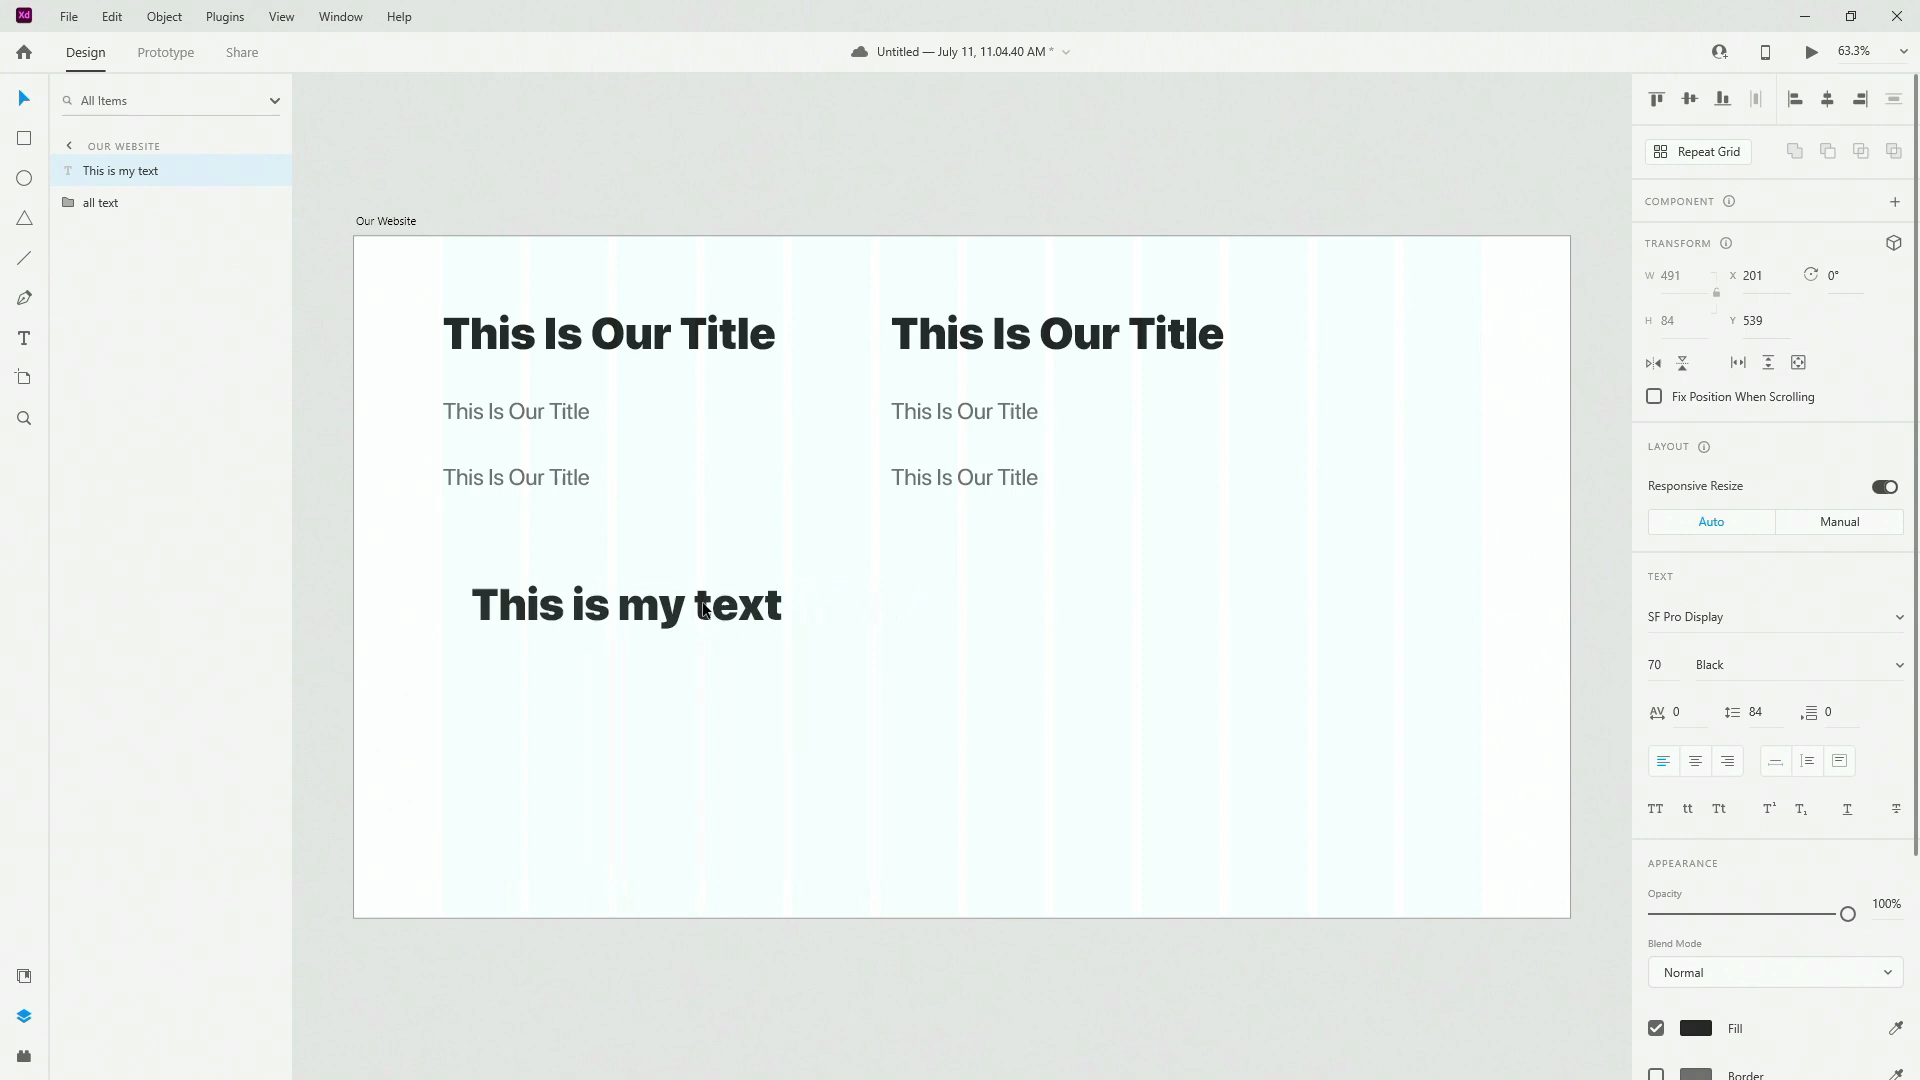 Xd File Edit Object Plugins View Window Help
Design Prototype Share Untitled — July 11, 11.04.40 AM * 63.3%
All Items
OUR WEBSITE
This is my text
all text
Our Website
This Is Our Title This Is Our Title
This Is Our Title This Is Our Title
This Is Our Title This Is Our Title
This is my text
Repeat Grid
COMPONENT
TRANSFORM
W 491 X 201 0°
H 84 Y 539
Fix Position When Scrolling
LAYOUT
Responsive Resize
Auto Manual
TEXT
SF Pro Display
70 Black
AV 0 84 0
TT tt Tt T¹ T₁ T T
APPEARANCE
Opacity
100%
Blend Mode
Normal
Fill
Border